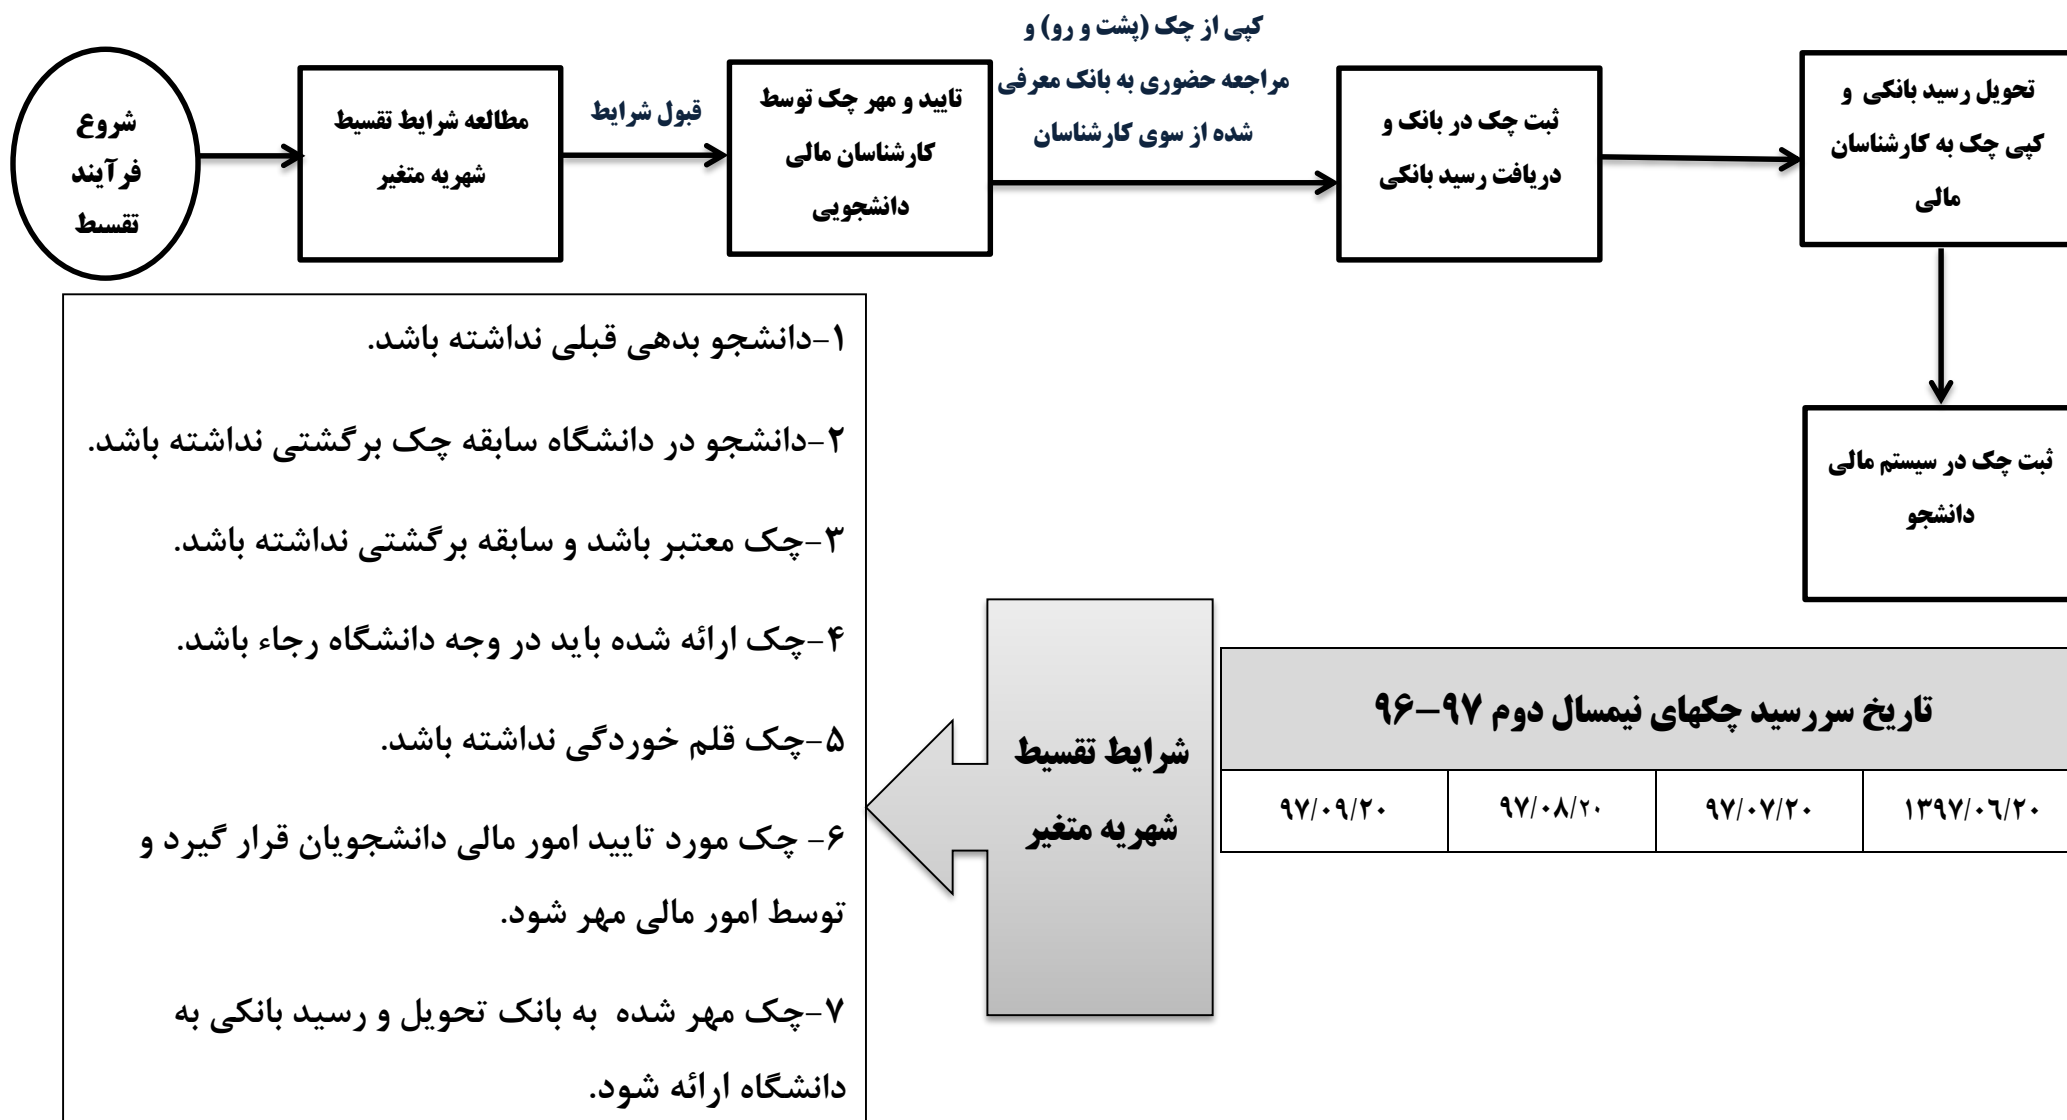 شروع
فرآیند
تقسیط
مطالعه شرایط تقسیط
شهریه متغیر
قبول شرایط
تایید و مهر چک توسط
کارشناسان مالی
دانشجویی
کپی از چک (پشت و رو) و
مراجعه حضوری به بانک معرفی
شده از سوی کارشناسان
ثبت چک در بانک و
دریافت رسید بانکی
تحویل رسید بانکی و
کپی چک به کارشناسان
مالی
ثبت چک در سیستم مالی
دانشجو
۱-دانشجو بدهی قبلی نداشته باشد.
۲-دانشجو در دانشگاه سابقه چک برگشتی نداشته باشد.
۳-چک معتبر باشد و سابقه برگشتی نداشته باشد.
۴-چک ارائه شده باید در وجه دانشگاه رجاء باشد.
۵-چک قلم خوردگی نداشته باشد.
۶- چک مورد تایید امور مالی دانشجویان قرار گیرد و
توسط امور مالی مهر شود.
۷-چک مهر شده به بانک تحویل و رسید بانکی به
دانشگاه ارائه شود.
شرایط تقسیط
شهریه متغیر
تاریخ سررسید چکهای نیمسال دوم ۹۷-۹۶
۱۳۹۷/۰۶/۲۰ ۹۷/۰۷/۲۰ ۹۷/۰۸/۲۰ ۹۷/۰۹/۲۰